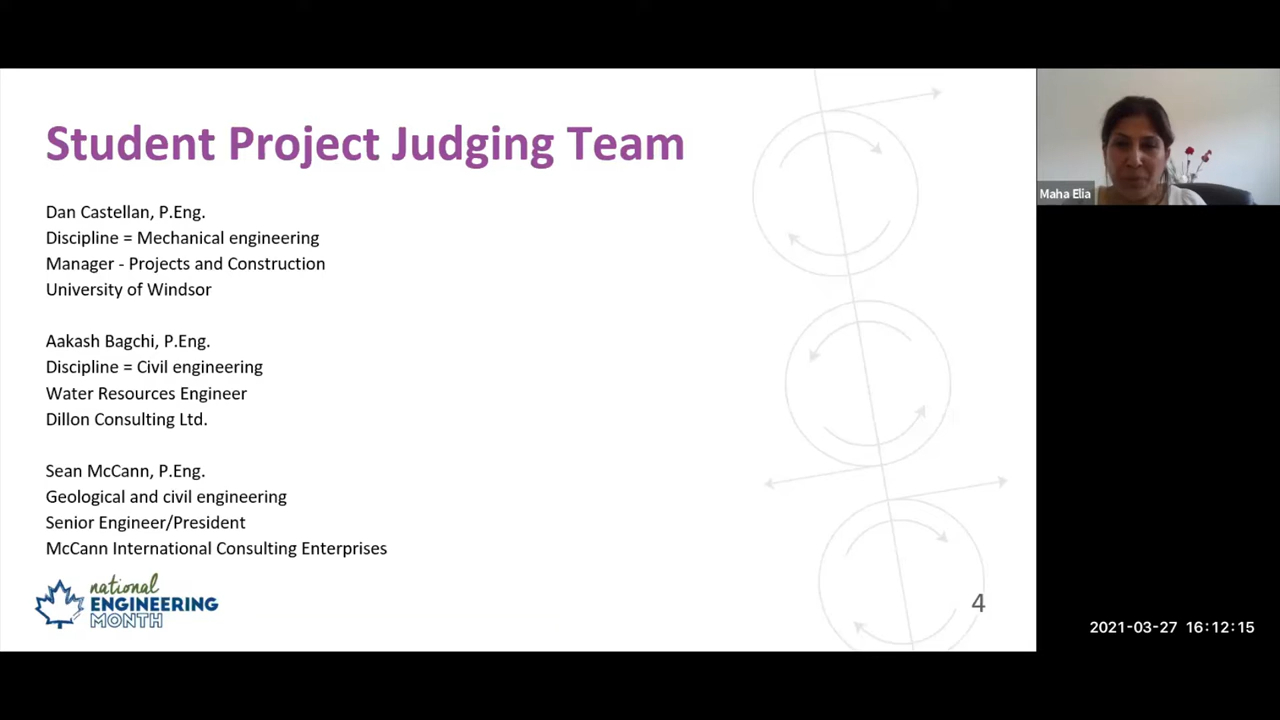 Student Project Judging Team
Dan Castellan, P.Eng.
Discipline = Mechanical engineering
Manager - Projects and Construction
University of Windsor
Aakash Bagchi, P.Eng.
Discipline = Civil engineering
Water Resources Engineer
Dillon Consulting Ltd.
Sean McCann, P.Eng.
Geological and civil engineering
Senior Engineer/President
McCann International Consulting Enterprises
national
ENGINEERING
MONTH
4
Maha Elia
2021-03-27 16:12:15